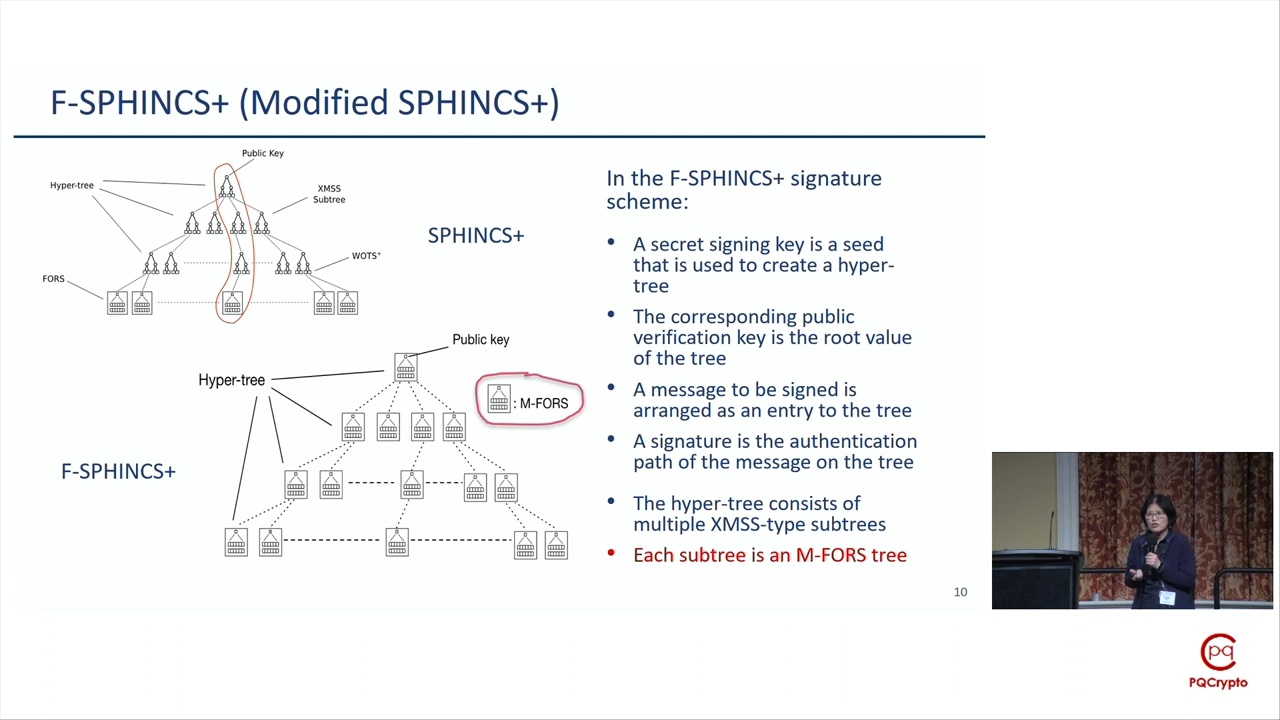 F-SPHINCS+ (Modified SPHINCS+)
Public Key
Hyper-tree
XMSS
Subtree
SPHINCS+
WOTS+
FORS
Public key
Hyper-tree
: M-FORS
F-SPHINCS+
In the F-SPHINCS+ signature
scheme:
• A secret signing key is a seed
that is used to create a hyper-
tree
• The corresponding public
verification key is the root value
of the tree
• A message to be signed is
arranged as an entry to the tree
• A signature is the authentication
path of the message on the tree
• The hyper-tree consists of
multiple XMSS-type subtrees
• Each subtree is an M-FORS tree
10
pq
PQCrypto